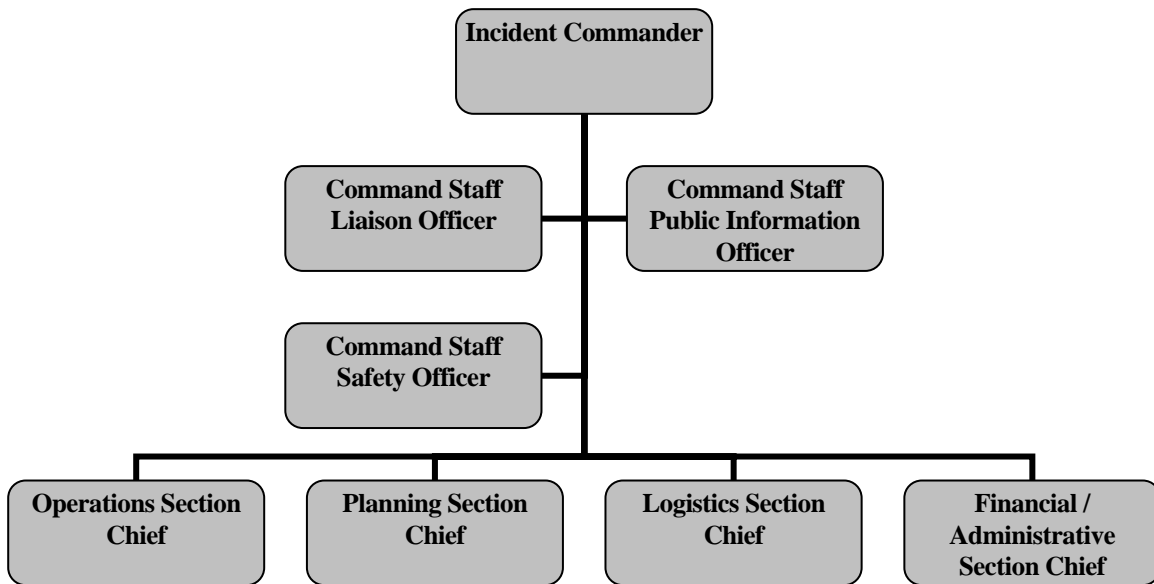 Incident Commander
Command Staff
Liaison Officer
Command Staff
Public Information
Officer
Command Staff
Safety Officer
Operations Section
Chief
Planning Section
Chief
Logistics Section
Chief
Financial /
Administrative
Section Chief